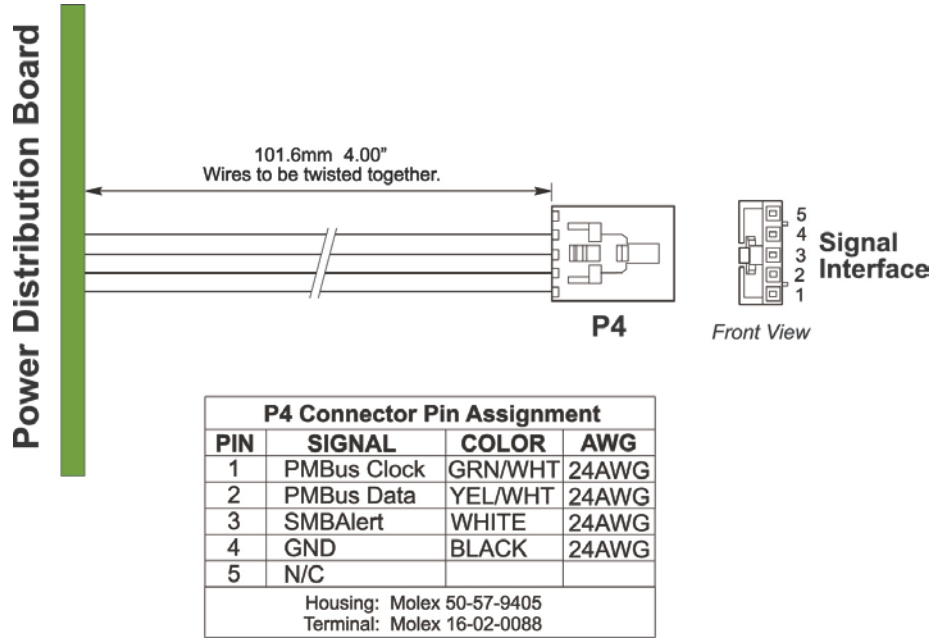 Power Distribution Board
101.6mm 4.00"
Wires to be twisted together.
P4
5
4
3
2
1
Signal
Interface
Front View
P4 Connector Pin Assignment
PIN SIGNAL COLOR AWG
1 PMBus Clock GRN/WHT 24AWG
2 PMBus Data YEL/WHT 24AWG
3 SMBAlert WHITE 24AWG
4 GND BLACK 24AWG
5 N/C
Housing: Molex 50-57-9405
Terminal: Molex 16-02-0088